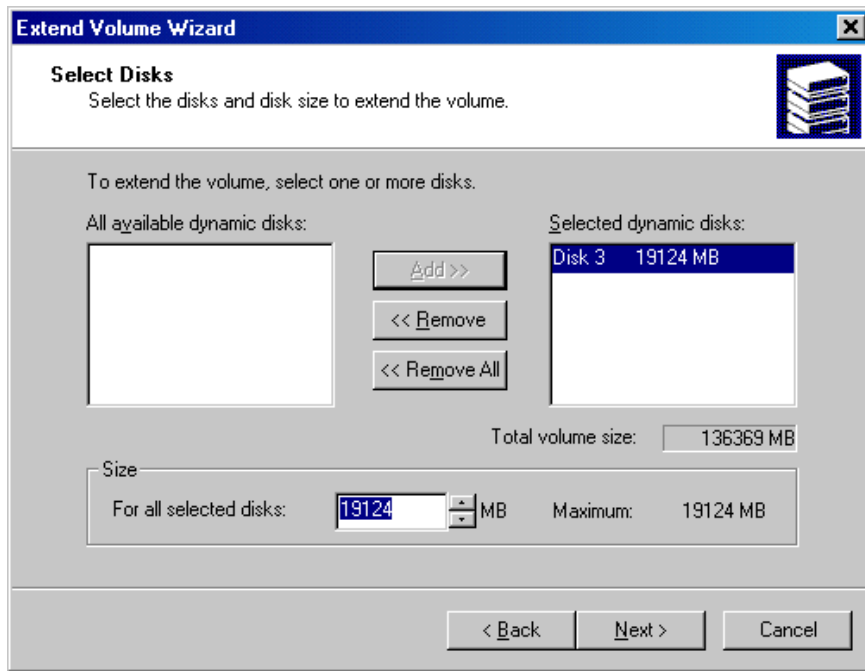 Extend Volume Wizard
Select Disks
Select the disks and disk size to extend the volume.
To extend the volume, select one or more disks.
All available dynamic disks:
Selected dynamic disks:
Disk 3 19124 MB
Add >>
<< Remove
<< Remove All
Total volume size: 136369 MB
Size
For all selected disks: 19124 MB Maximum: 19124 MB
< Back Next > Cancel